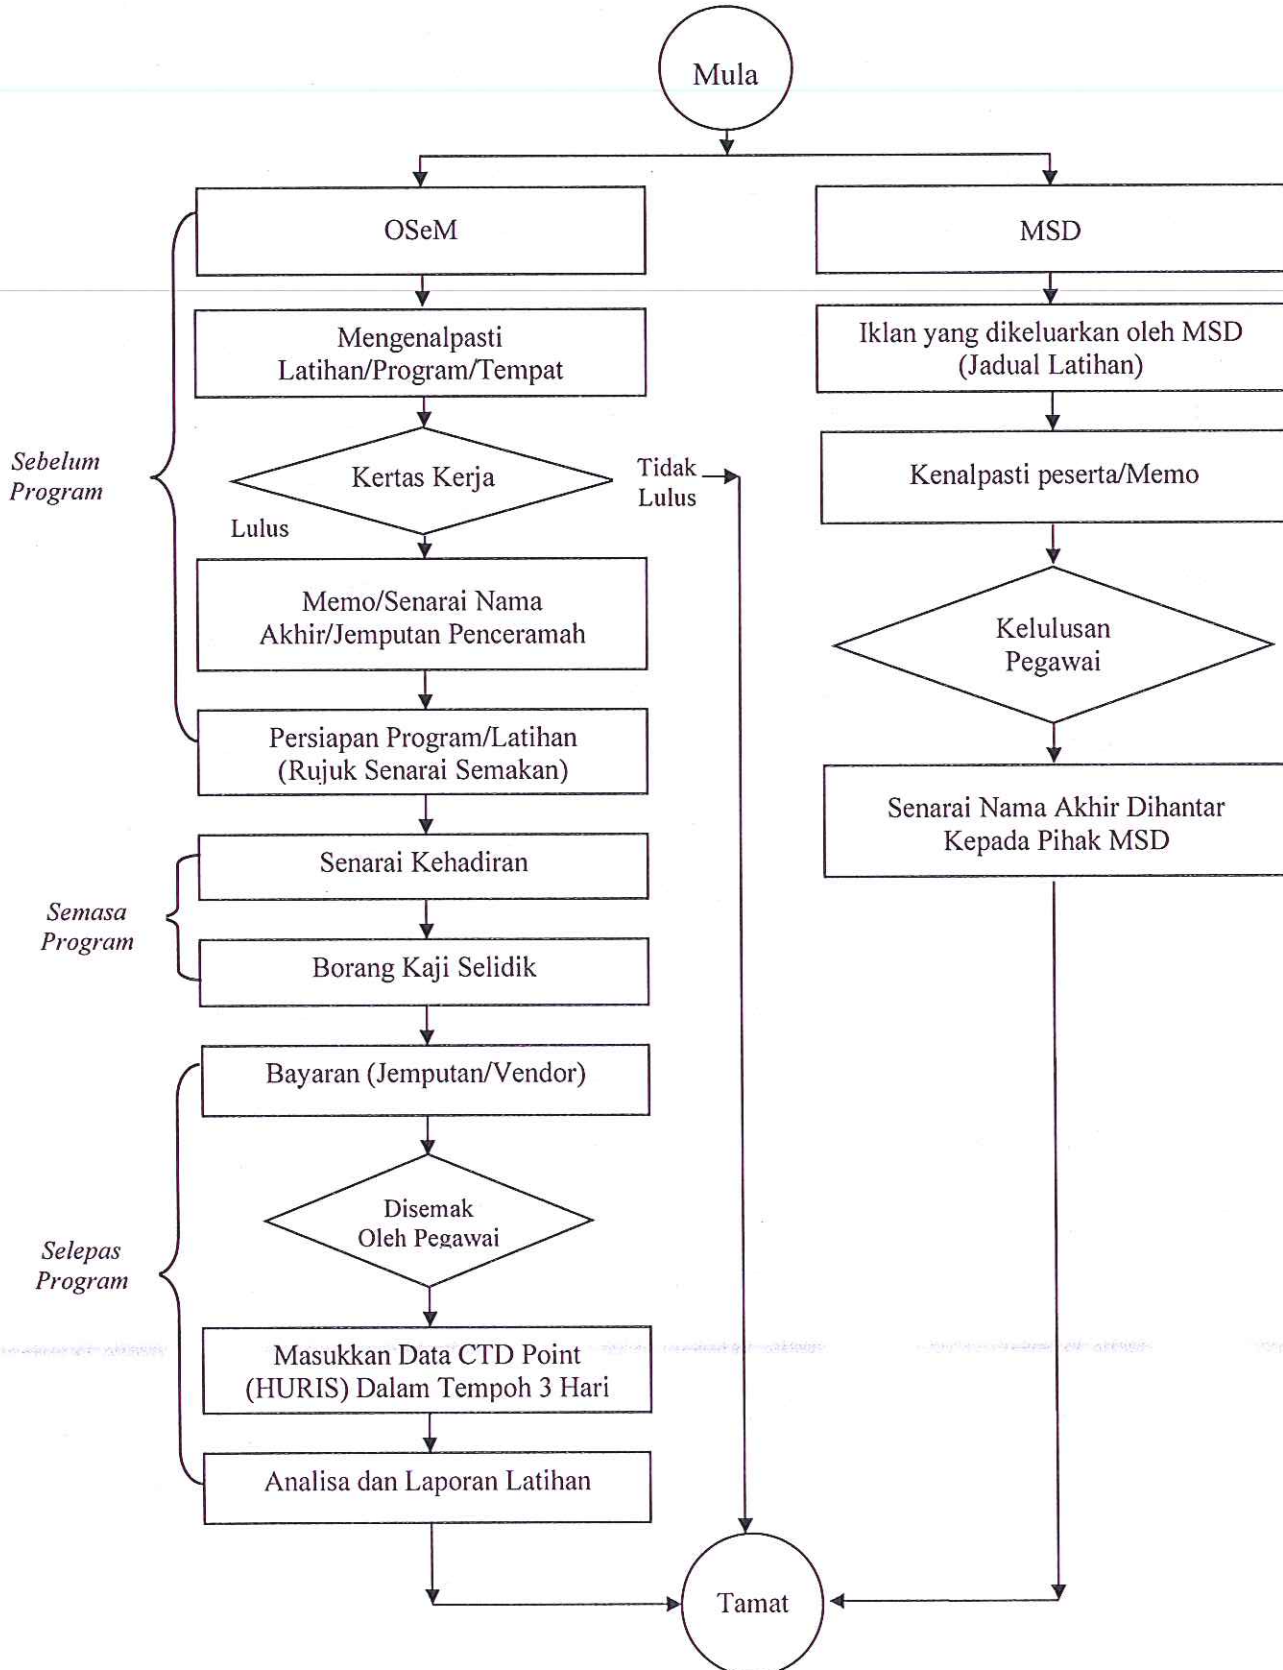 Mula
OSeM
MSD
Mengenalpasti
Latihan/Program/Tempat
Iklan yang dikeluarkan oleh MSD
(Jadual Latihan)
Sebelum
Program
Kertas Kerja
Tidak
Lulus
Lulus
Kenalpasti peserta/Memo
Memo/Senarai Nama
Akhir/Jemputan Penceramah
Kelulusan
Pegawai
Persiapan Program/Latihan
(Rujuk Senarai Semakan)
Senarai Nama Akhir Dihantar
Kepada Pihak MSD
Semasa
Program
Senarai Kehadiran
Borang Kaji Selidik
Selepas
Program
Bayaran (Jemputan/Vendor)
Disemak
Oleh Pegawai
Masukkan Data CTD Point
(HURIS) Dalam Tempoh 3 Hari
Analisa dan Laporan Latihan
Tamat